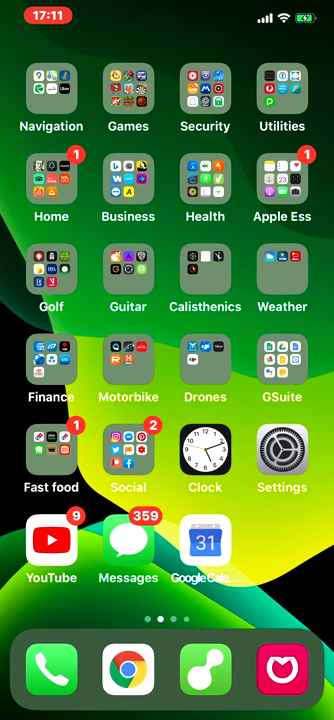 17:11
Navigation Games Security Utilities
1 1
Home Business Health Apple Ess
23
Golf Guitar Calisthenics Weather
Finance Motorbike Drones GSuite
1 2
Fast food Social Clock Settings
9 359
31
YouTube Messages GoogleCale...